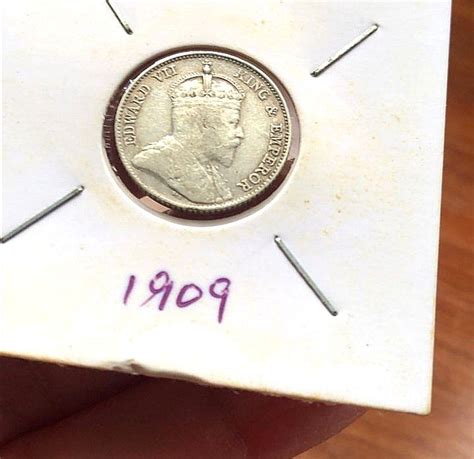 EDWARD VII KING & EMPEROR
1909